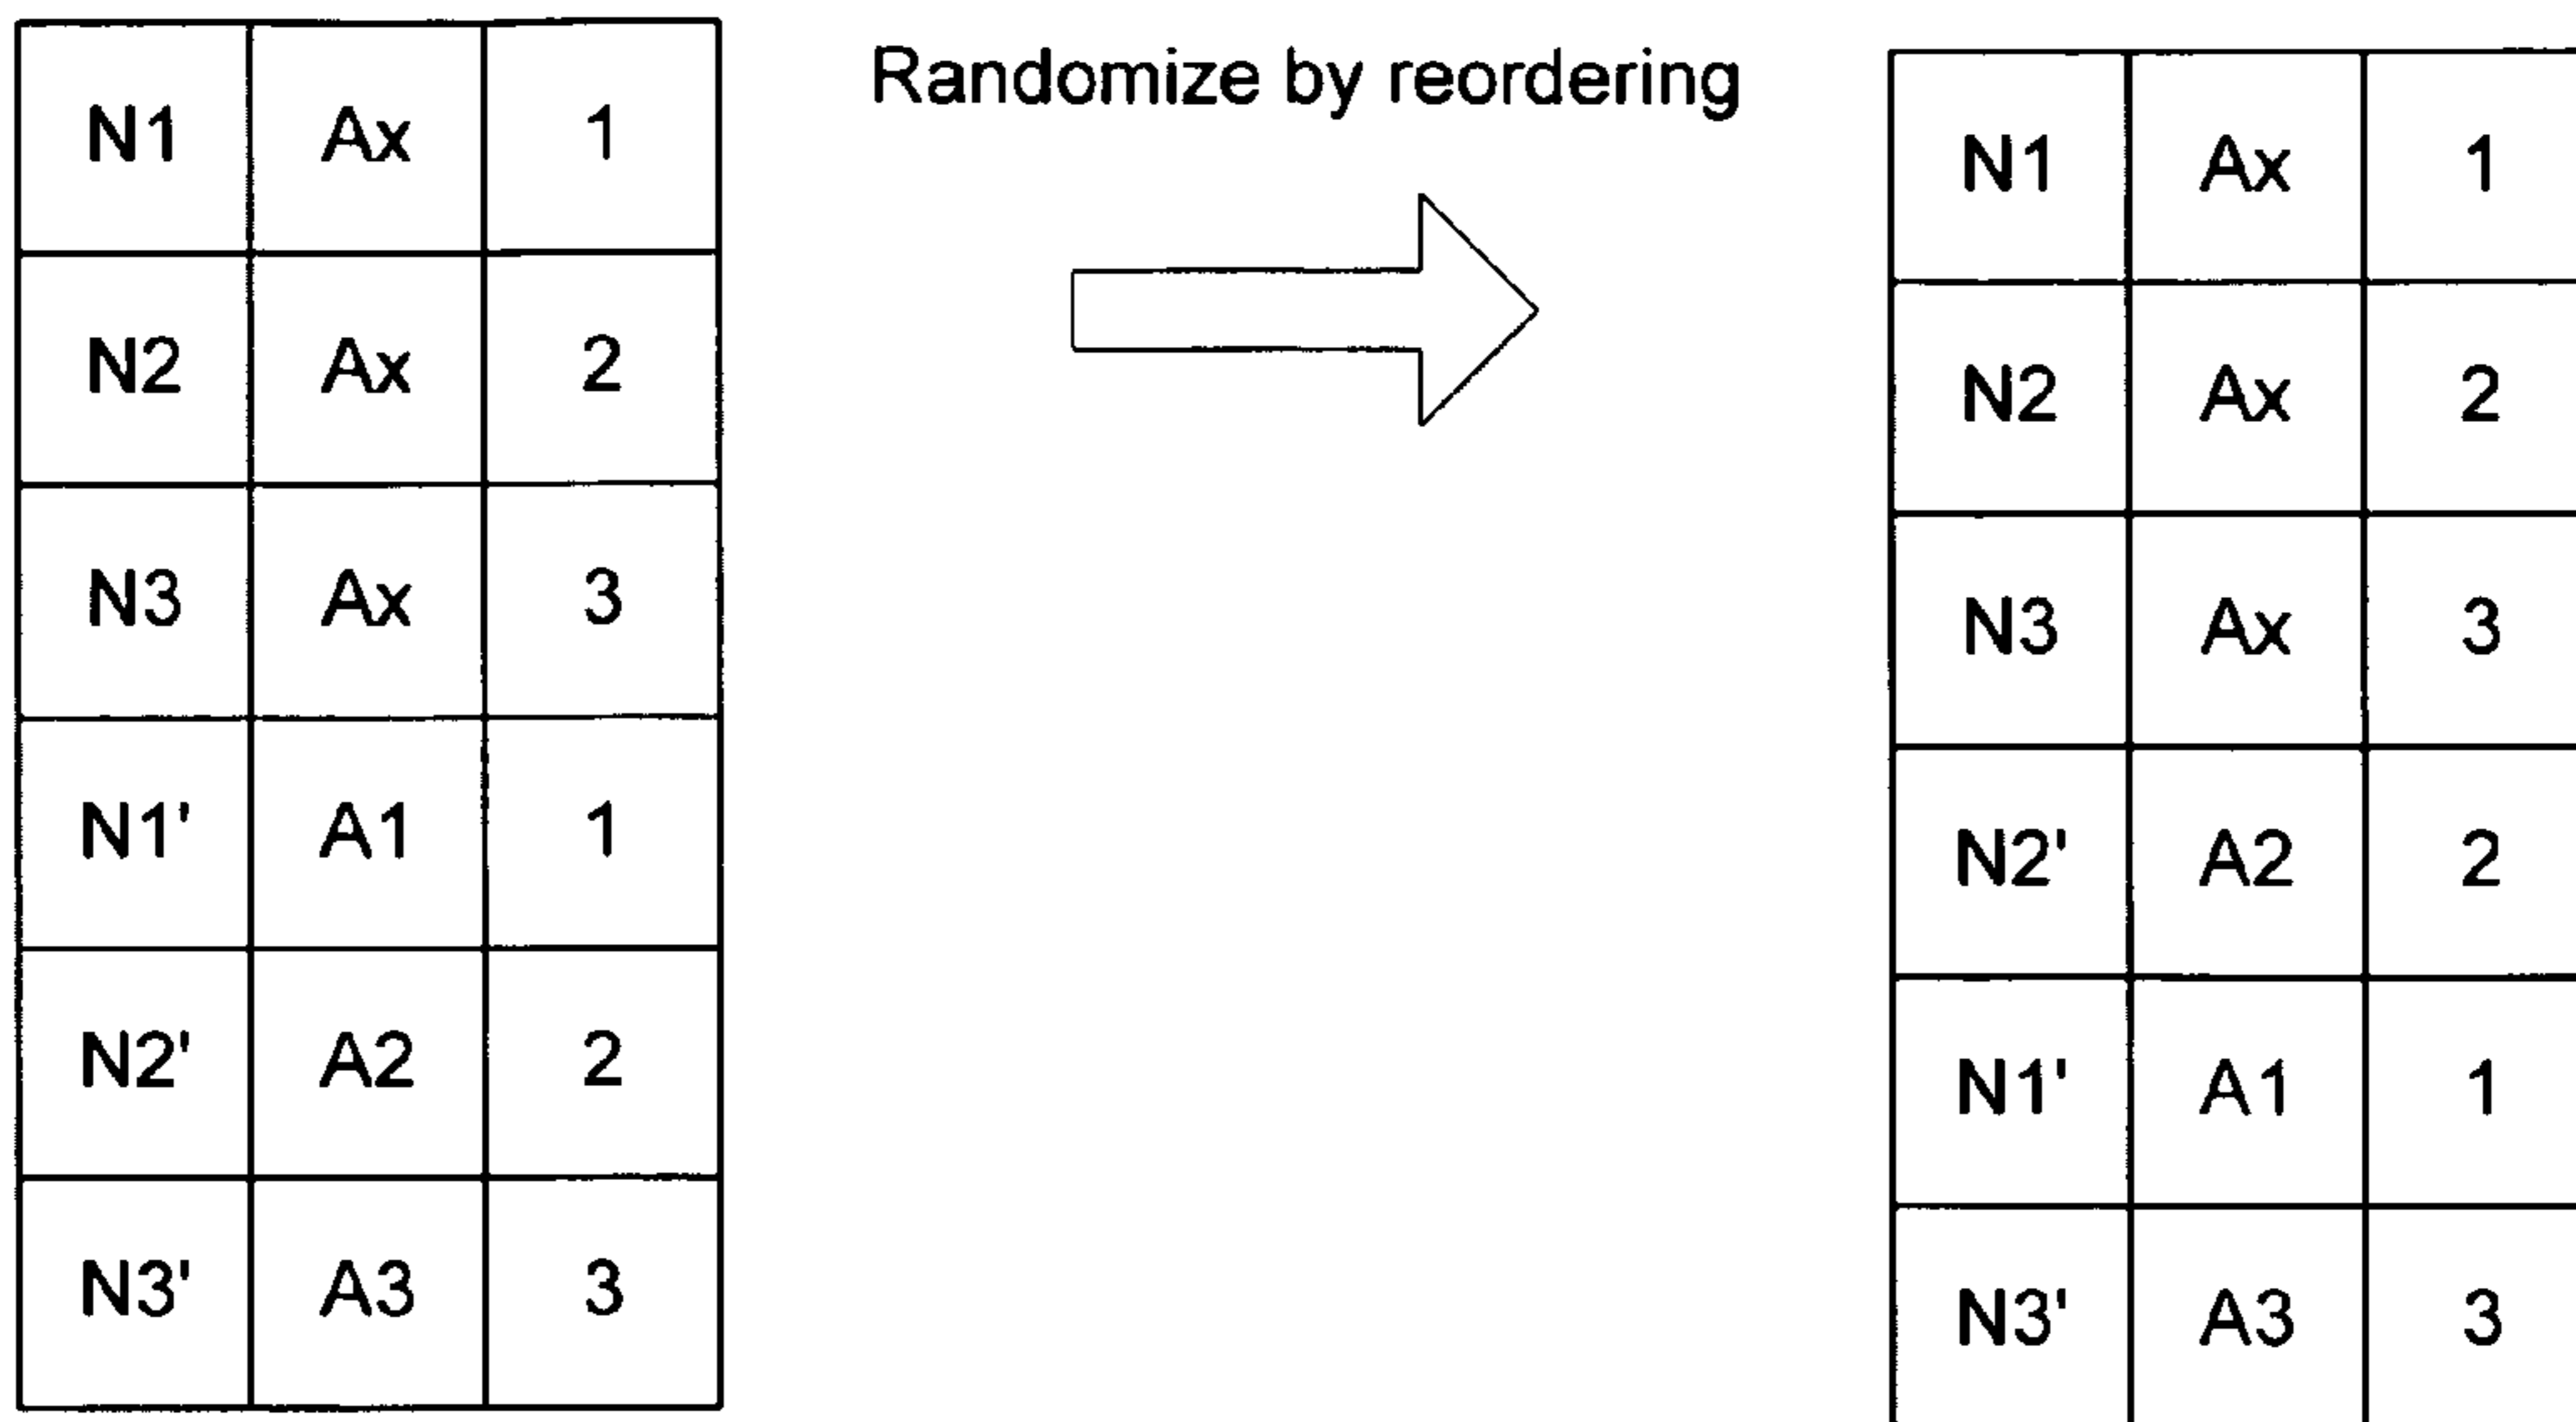 N1 Ax 1
N2 Ax 2
N3 Ax 3
N1' A1 1
N2' A2 2
N3' A3 3
Randomize by reordering
N1 Ax 1
N2 Ax 2
N3 Ax 3
N2' A2 2
N1' A1 1
N3' A3 3